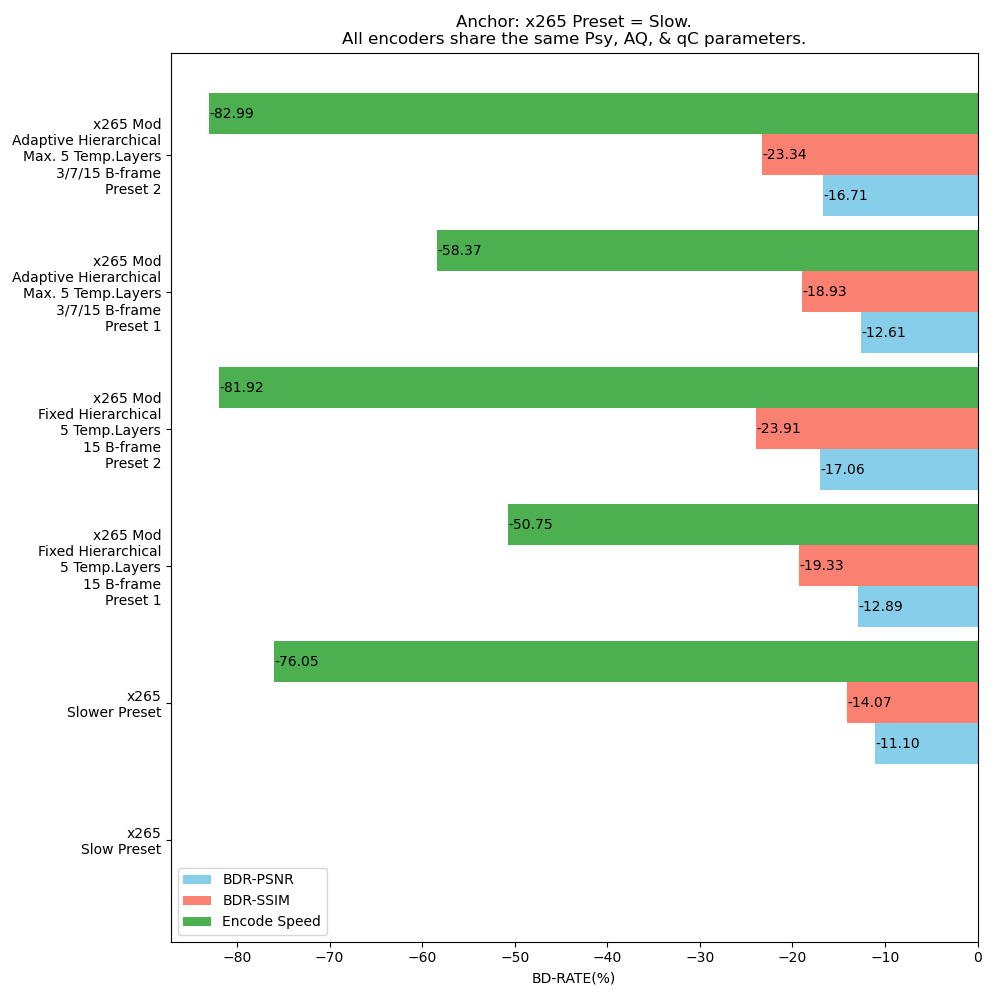 Anchor: x265 Preset = Slow.
All encoders share the same Psy, AQ, & qC parameters.
x265 Mod
Adaptive Hierarchical
Max. 5 Temp.Layers
3/7/15 B-frame
Preset 2
-82.99
-23.34
-16.71
x265 Mod
Adaptive Hierarchical
Max. 5 Temp.Layers
3/7/15 B-frame
Preset 1
-58.37
-18.93
-12.61
x265 Mod
Fixed Hierarchical
5 Temp.Layers
15 B-frame
Preset 2
-81.92
-23.91
-17.06
x265 Mod
Fixed Hierarchical
5 Temp.Layers
15 B-frame
Preset 1
-50.75
-19.33
-12.89
x265
Slower Preset
-76.05
-14.07
-11.10
x265
Slow Preset
BDR-PSNR
BDR-SSIM
Encode Speed
−80 −70 −60 −50 −40 −30 −20 −10 0
BD-RATE(%)